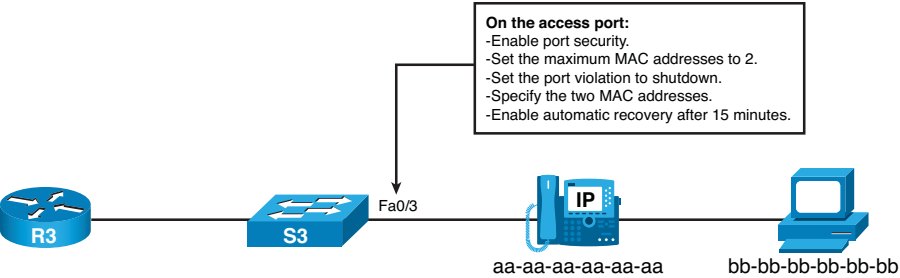 On the access port:
-Enable port security.
-Set the maximum MAC addresses to 2.
-Set the port violation to shutdown.
-Specify the two MAC addresses.
-Enable automatic recovery after 15 minutes.
Fa0/3
IP
R3
S3
aa-aa-aa-aa-aa-aa
bb-bb-bb-bb-bb-bb